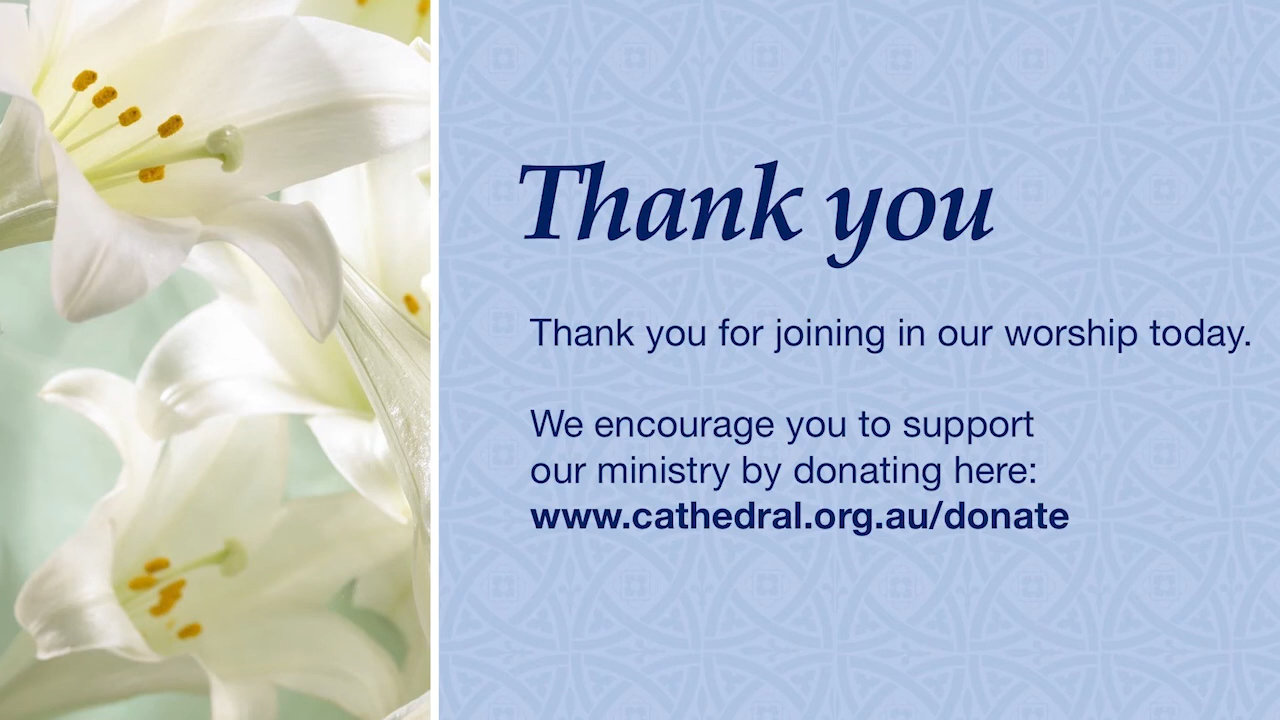 Thank you
Thank you for joining in our worship today.
We encourage you to support
our ministry by donating here:
www.cathedral.org.au/donate